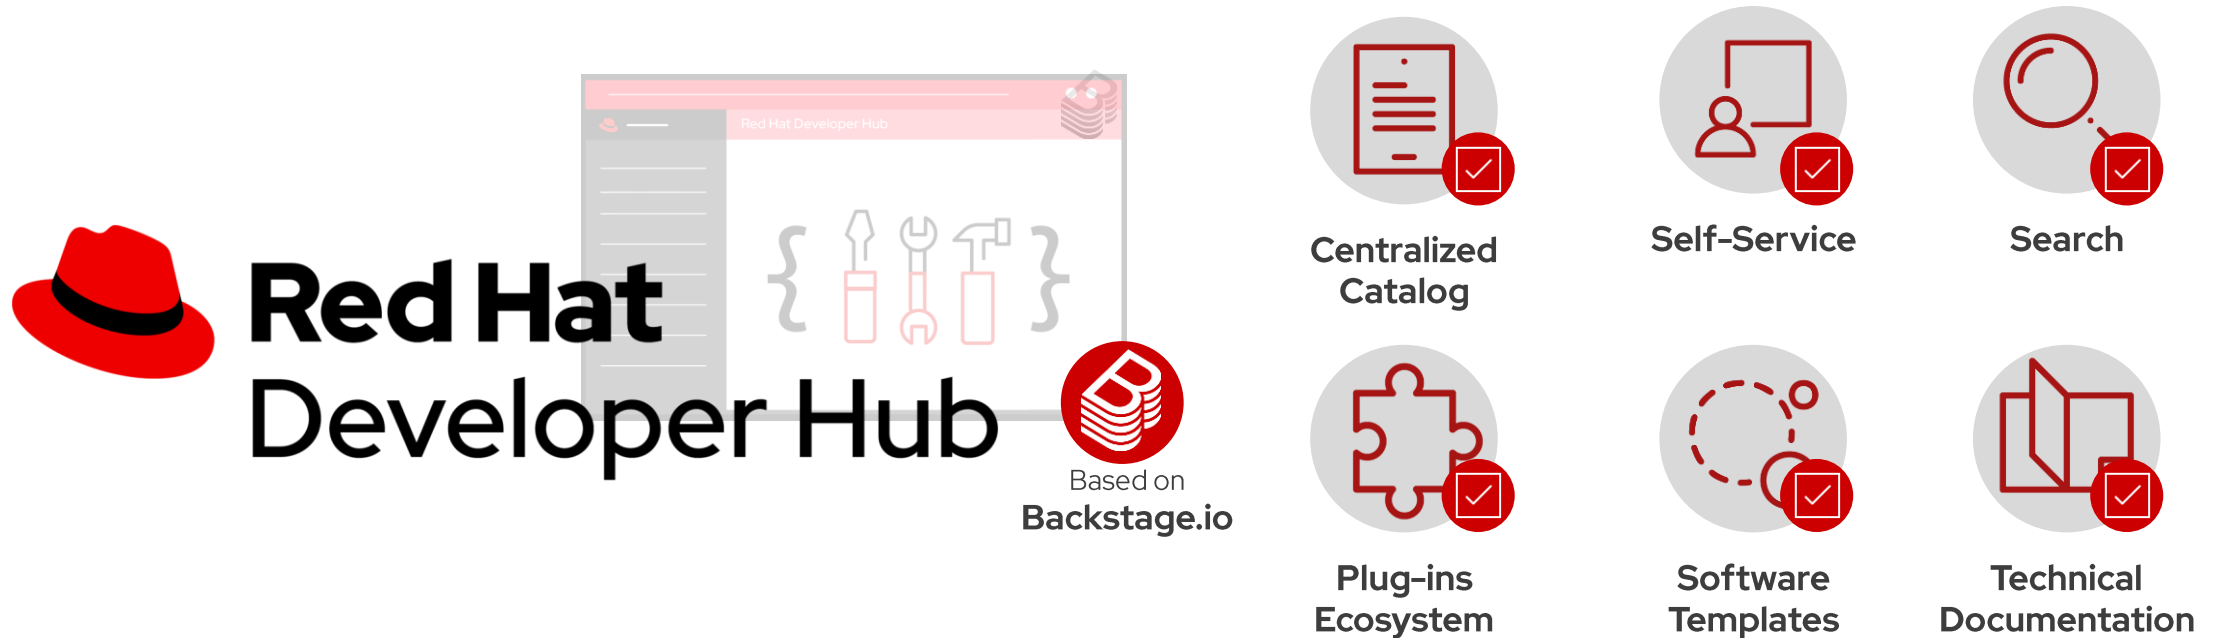 Red Hat Developer Hub
Red Hat
Developer Hub
Based on
Backstage.io
Centralized
Catalog
Self-Service
Search
Plug-ins
Ecosystem
Software
Templates
Technical
Documentation